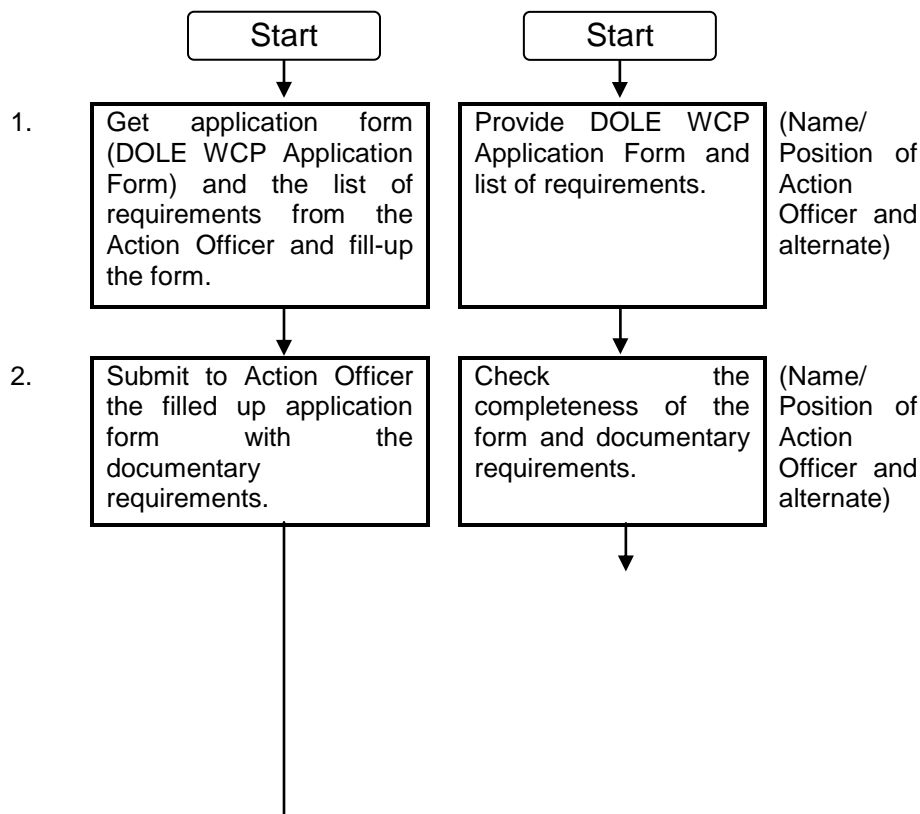 Start
Start
1.
Get application form
(DOLE WCP Application
Form) and the list of
requirements from the
Action Officer and fill-up
the form.
Provide DOLE WCP
Application Form and
list of requirements.
(Name/
Position of
Action
Officer and
alternate)
2.
Submit to Action Officer
the filled up application
form with the
documentary
requirements.
Check the
completeness of the
form and documentary
requirements.
(Name/
Position of
Action
Officer and
alternate)